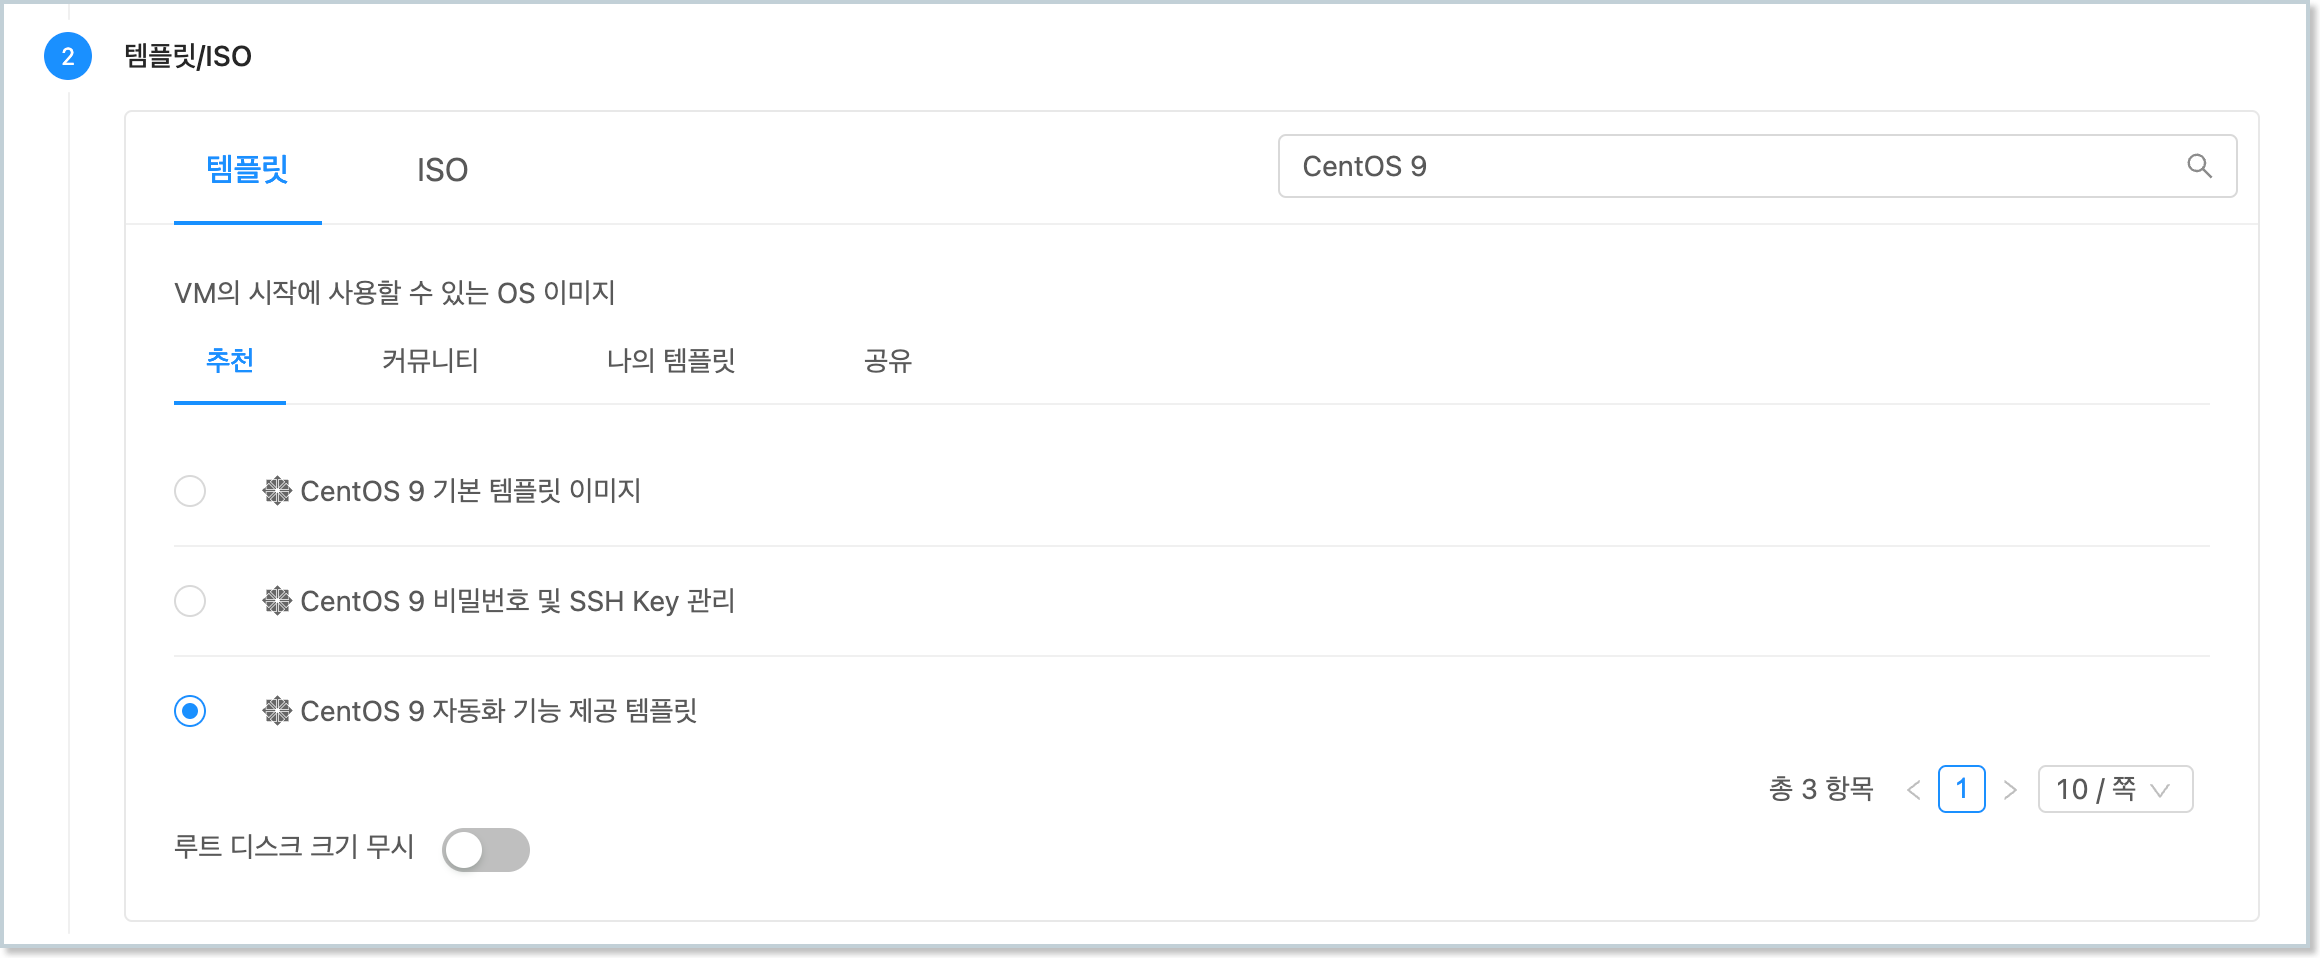 2 템플릿/ISO
템플릿 ISO CentOS 9
VM의 시작에 사용할 수 있는 OS 이미지
추천 커뮤니티 나의 템플릿 공유
CentOS 9 기본 템플릿 이미지
CentOS 9 비밀번호 및 SSH Key 관리
CentOS 9 자동화 기능 제공 템플릿
총 3 항목 < 1 > 10 / 쪽
루트 디스크 크기 무시